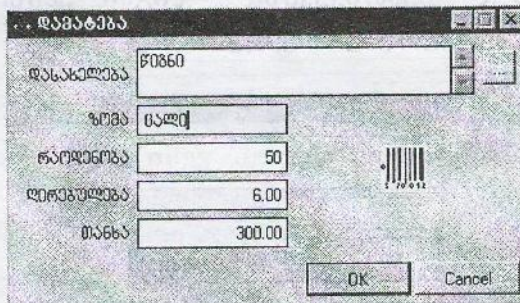 დამატება
დასახელება წიგნი ...
ზომა ცალი
რაოდენობა 50
ღირებულება 6.00
თანხა 300.00
OK Cancel